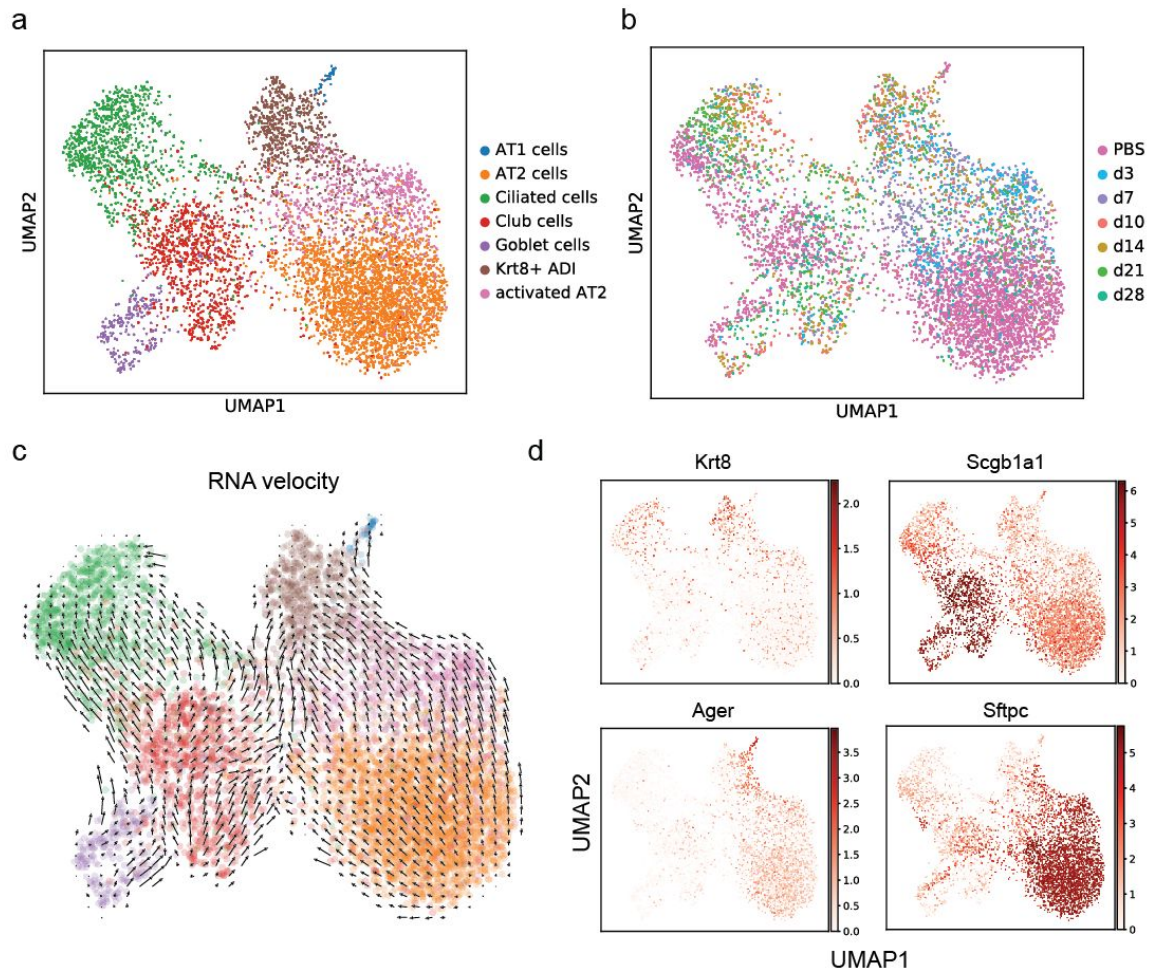 a
UMAP2
UMAP1
AT1 cells
AT2 cells
Ciliated cells
Club cells
Goblet cells
Krt8+ ADI
activated AT2
b
UMAP2
UMAP1
PBS
d3
d7
d10
d14
d21
d28
c
RNA velocity
d
Krt8
2.0
1.5
1.0
0.5
0.0
Scgb1a1
6
5
4
3
2
1
0
Ager
3.5
3.0
2.5
2.0
1.5
1.0
0.5
0.0
Sftpc
5
4
3
2
1
0
UMAP2
UMAP1